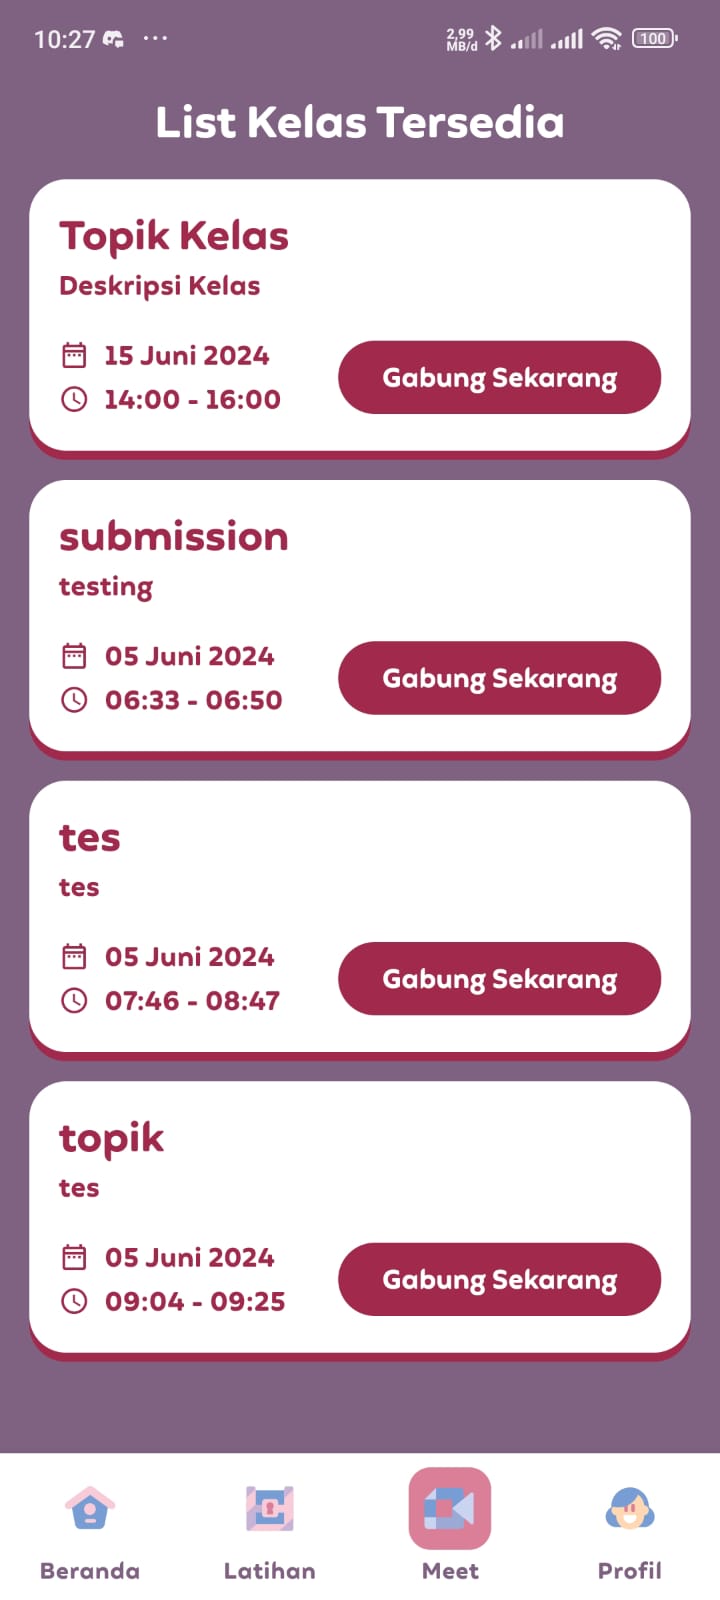 10:27
2,99
MB/d
100
List Kelas Tersedia
Topik Kelas
Deskripsi Kelas
15 Juni 2024
14:00 - 16:00
Gabung Sekarang
submission
testing
05 Juni 2024
06:33 - 06:50
Gabung Sekarang
tes
tes
05 Juni 2024
07:46 - 08:47
Gabung Sekarang
topik
tes
05 Juni 2024
09:04 - 09:25
Gabung Sekarang
Beranda
Latihan
Meet
Profil